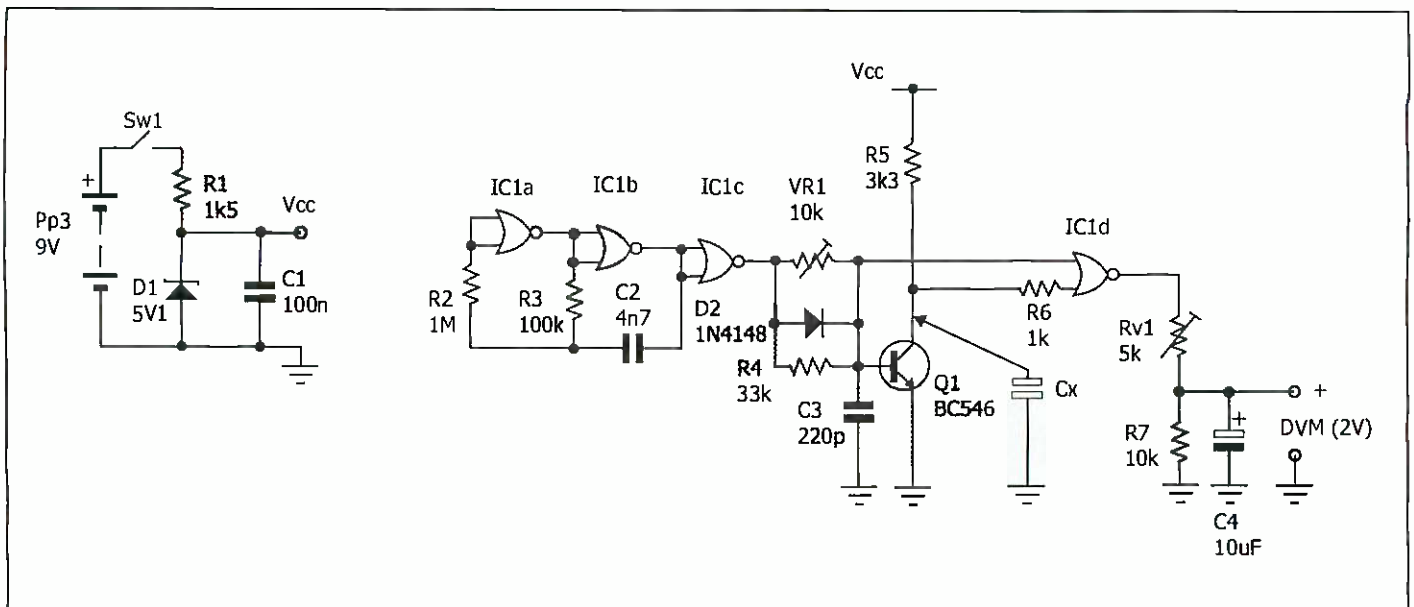 Sw1
+
Pp3
9V
R1
1k5
Vcc
D1
5V1
C1
100n
IC1a
IC1b
IC1c
R2
1M
R3
100k
C2
4n7
D2
1N4148
VR1
10k
R4
33k
C3
220p
Vcc
R5
3k3
Q1
BC546
Cx
R6
1k
IC1d
Rv1
5k
R7
10k
+
C4
10uF
+
DVM (2V)